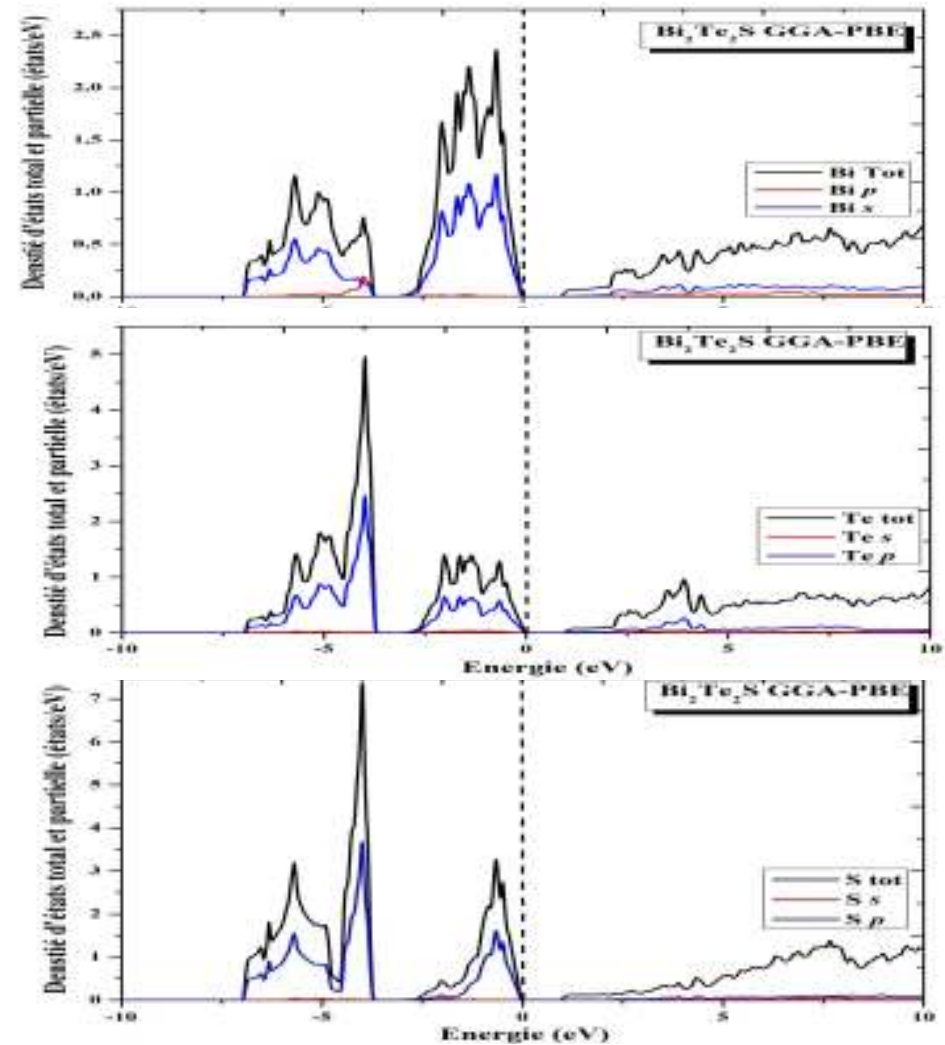 Densité d'états total et partielle (états/eV)
Bi₂Te₂S GGA-PBE
2.5
2.0
1.5
1.0
0.5
0.0
Bi Tot
Bi p
Bi s
Densité d'états total et partielle (états/eV)
Bi₂Te₂S GGA-PBE
5
4
3
2
1
0
Te tot
Te s
Te p
-10 -5 0 5 10
Energie (eV)
Densité d'états total et partielle (états/eV)
Bi₂Te₂S GGA-PBE
7
6
5
4
3
2
1
0
S tot
S s
S p
-10 -5 0 5 10
Energie (eV)